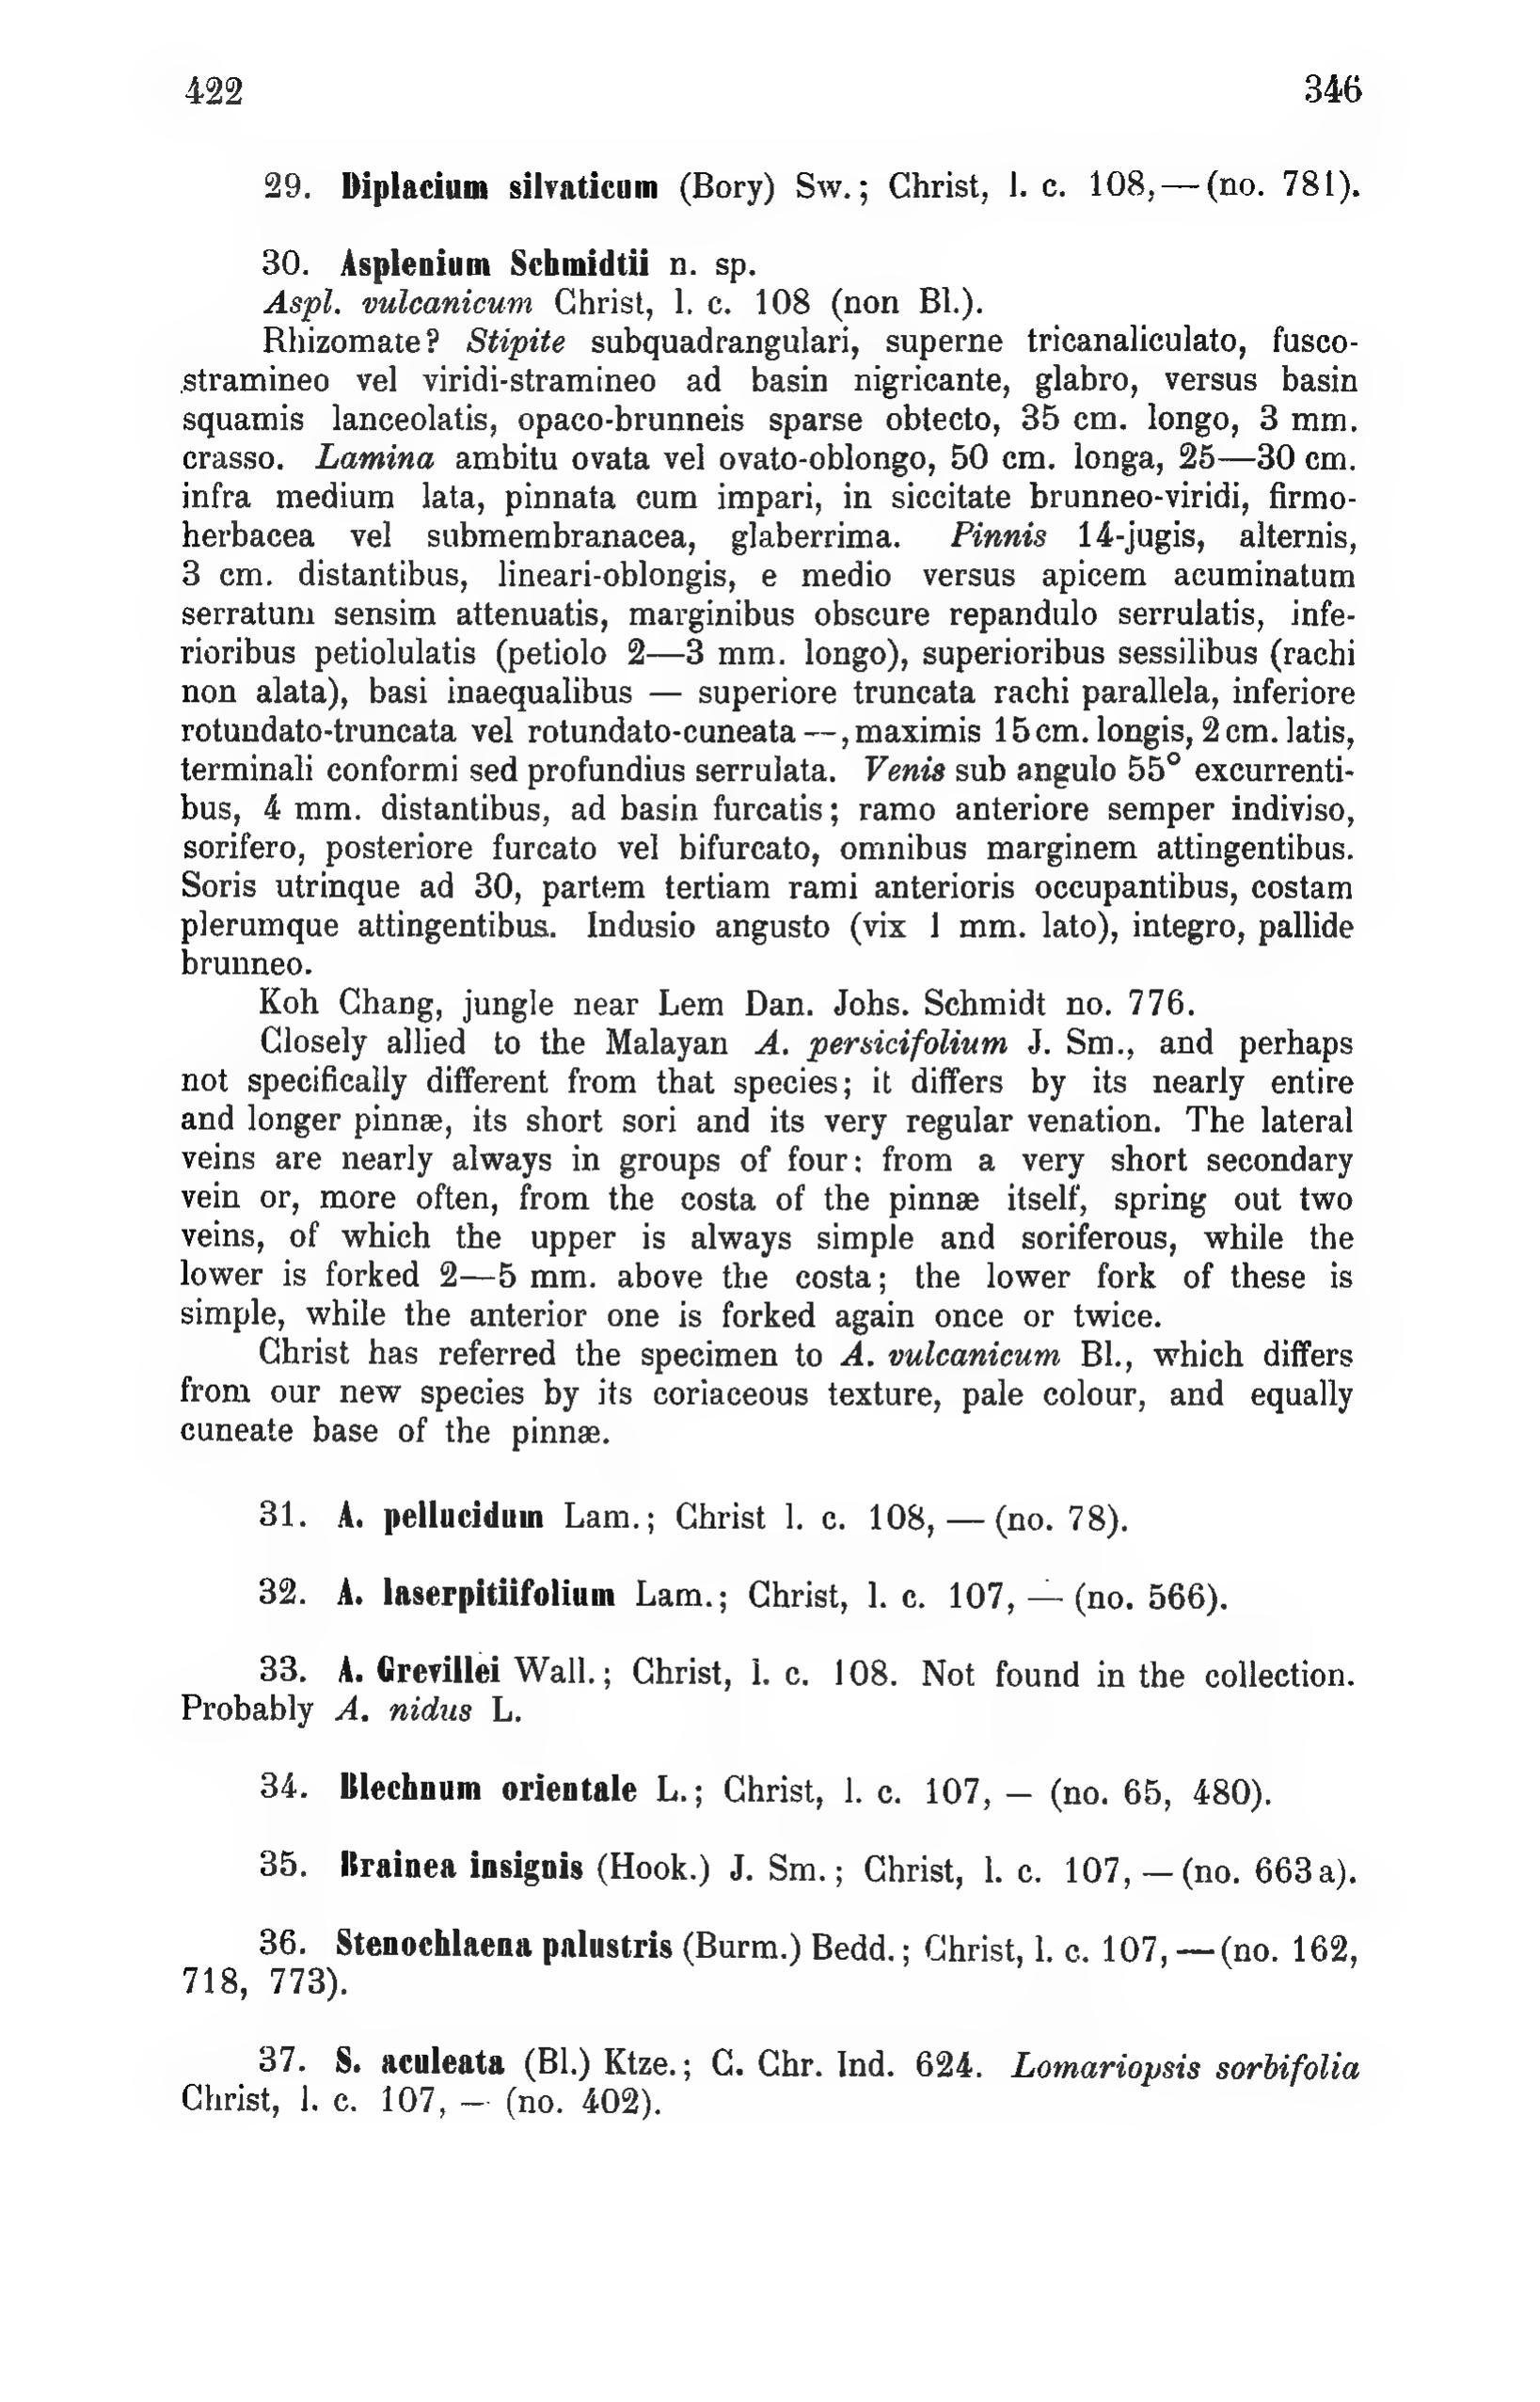 422 346
29. Diplacium silvaticum (Bory) Sw.; Christ, l. c. 108,—(no. 781).
30. Asplenium Schmidtii n. sp.
Aspl. vulcanicum Christ, l. c. 108 (non Bl.).
Rhizomate? Stipite subquadrangulari, superne tricanaliculato, fusco-
stramineo vel viridi-stramineo ad basin nigricante, glabro, versus basin
squamis lanceolatis, opaco-brunneis sparse obtecto, 35 cm. longo, 3 mm.
crasso. Lamina ambitu ovata vel ovato-oblongo, 50 cm. longa, 25—30 cm.
infra medium lata, pinnata cum impari, in siccitate brunneo-viridi, firmo-
herbacea vel submembranacea, glaberrima. Pinnis 14-jugis, alternis,
3 cm. distantibus, lineari-oblongis, e medio versus apicem acuminatum
serratum sensim attenuatis, marginibus obscure repandulo serrulatis, infe-
rioribus petiolulatis (petiolo 2—3 mm. longo), superioribus sessilibus (rachi
non alata), basi inaequalibus — superiore truncata rachi parallela, inferiore
rotundato-truncata vel rotundato-cuneata —, maximis 15 cm. longis, 2 cm. latis,
terminali conformi sed profundius serrulata. Venis sub angulo 55° excurrenti-
bus, 4 mm. distantibus, ad basin furcatis; ramo anteriore semper indiviso,
sorifero, posteriore furcato vel bifurcato, omnibus marginem attingentibus.
Soris utrinque ad 30, partem tertiam rami anterioris occupantibus, costam
plerumque attingentibus. Indusio angusto (vix 1 mm. lato), integro, pallide
brunneo.
Koh Chang, jungle near Lem Dan. Johs. Schmidt no. 776.
Closely allied to the Malayan A. persicifolium J. Sm., and perhaps
not specifically different from that species; it differs by its nearly entire
and longer pinnæ, its short sori and its very regular venation. The lateral
veins are nearly always in groups of four: from a very short secondary
vein or, more often, from the costa of the pinnæ itself, spring out two
veins, of which the upper is always simple and soriferous, while the
lower is forked 2—5 mm. above the costa; the lower fork of these is
simple, while the anterior one is forked again once or twice.
Christ has referred the specimen to A. vulcanicum Bl., which differs
from our new species by its coriaceous texture, pale colour, and equally
cuneate base of the pinnæ.
31. A. pellucidum Lam.; Christ l. c. 108, — (no. 78).
32. A. laserpitiifolium Lam.; Christ, l. c. 107, — (no. 566).
33. A. Grevillei Wall.; Christ, l. c. 108. Not found in the collection.
Probably A. nidus L.
34. Blechnum orientale L.; Christ, l. c. 107, — (no. 65, 480).
35. Brainea insignis (Hook.) J. Sm.; Christ, l. c. 107, — (no. 663 a).
36. Stenochlaena palustris (Burm.) Bedd.; Christ, l. c. 107, — (no. 162,
718, 773).
37. S. aculeata (Bl.) Ktze.; C. Chr. Ind. 624. Lomariopsis sorbifolia
Christ, l. c. 107, — (no. 402).